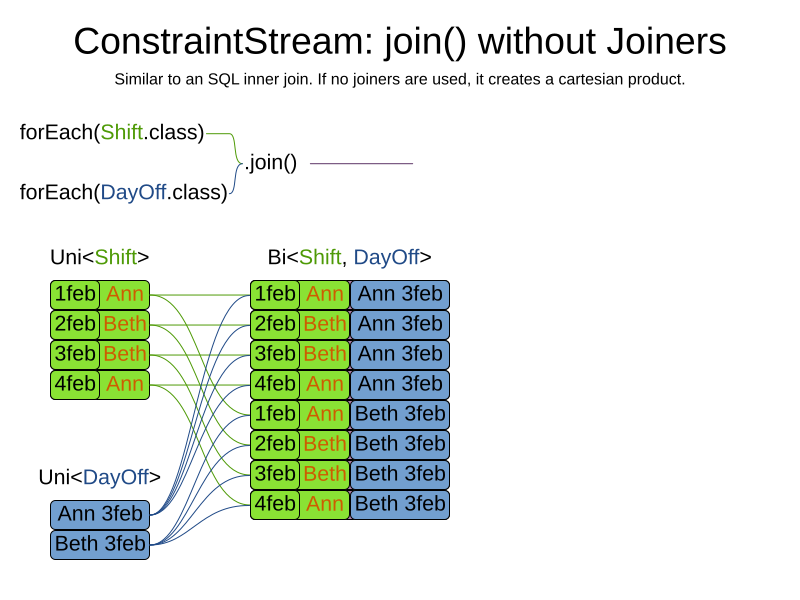 ConstraintStream: join() without Joiners
Similar to an SQL inner join. If no joiners are used, it creates a cartesian product.
forEach(Shift.class)
.join()
forEach(DayOff.class)
Uni<Shift>
1feb Ann
2feb Beth
3feb Beth
4feb Ann
Uni<DayOff>
Ann 3feb
Beth 3feb
Bi<Shift, DayOff>
1feb Ann Ann 3feb
2feb Beth Ann 3feb
3feb Beth Ann 3feb
4feb Ann Ann 3feb
1feb Ann Beth 3feb
2feb Beth Beth 3feb
3feb Beth Beth 3feb
4feb Ann Beth 3feb